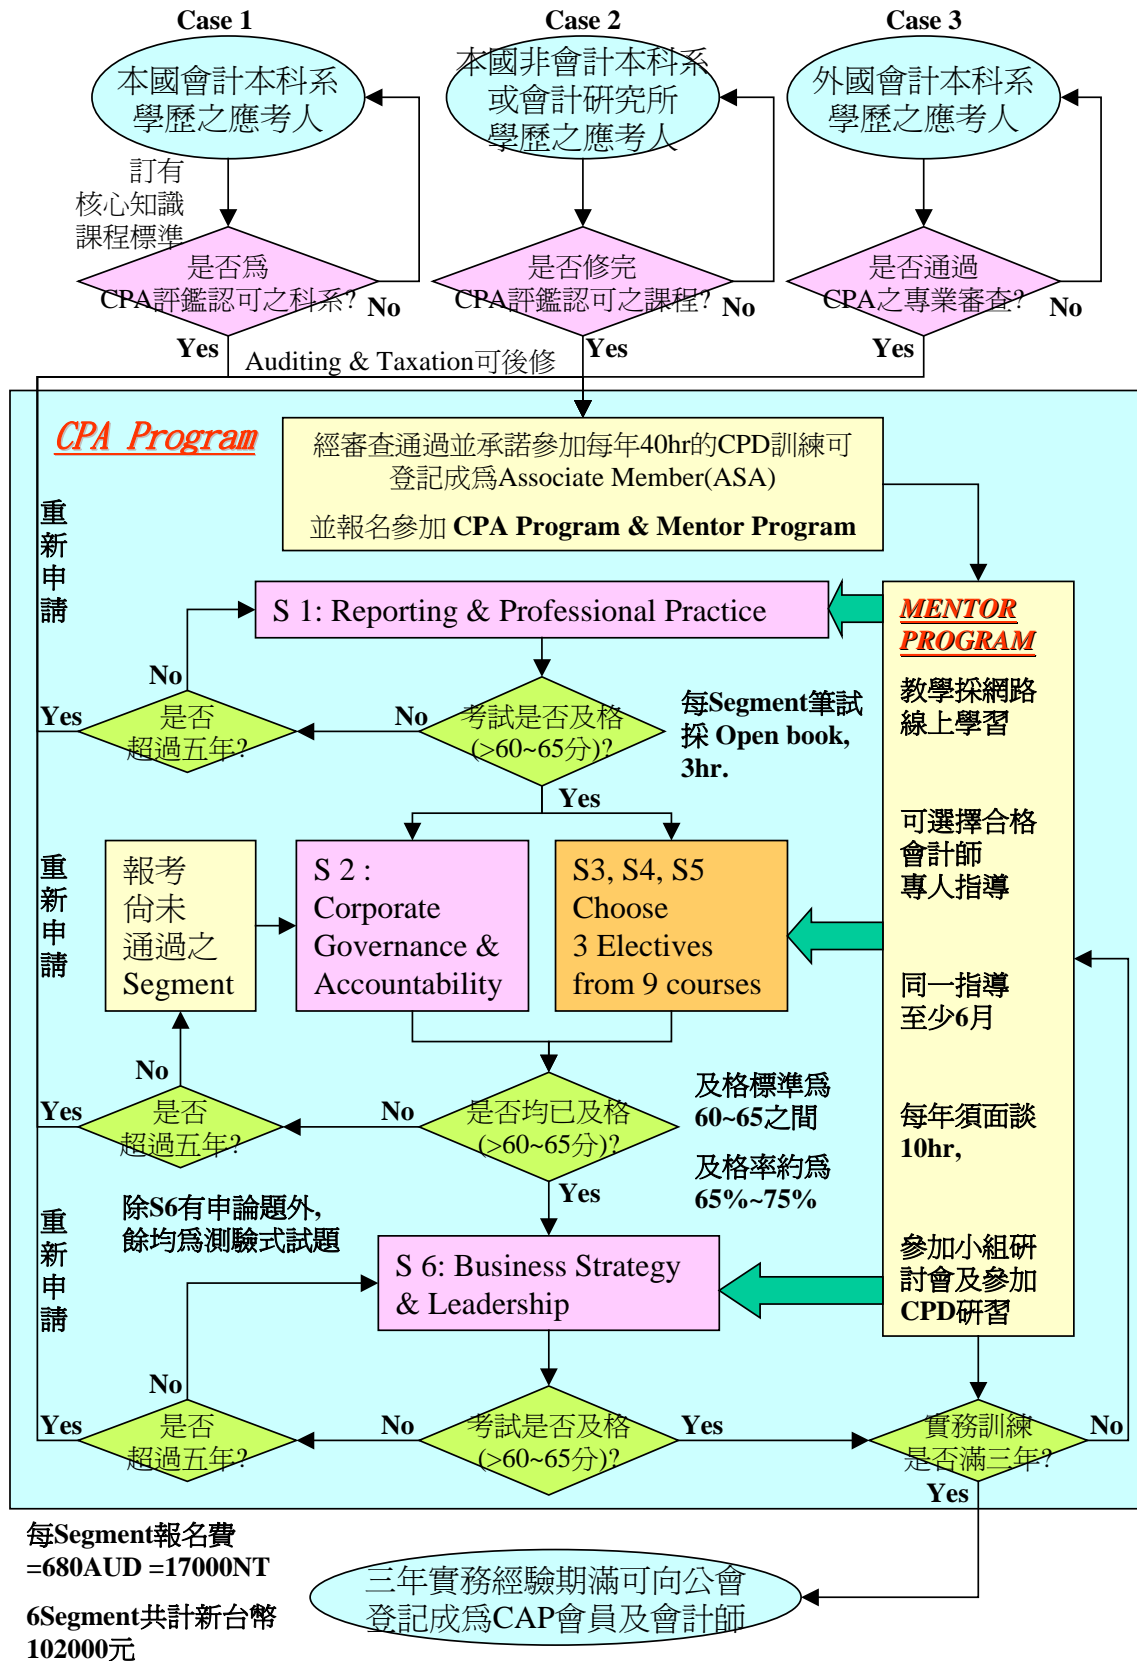 Case 1
Case 2
Case 3
本國會計本科系
學歷之應考人
本國非會計本科系
或會計研究所
學歷之應考人
外國會計本科系
學歷之應考人
訂有
核心知識
課程標準
是否為
CPA評鑑認可之科系?
No
Yes
是否修完
CPA評鑑認可之課程?
No
Yes
是否通過
CPA之專業審查?
No
Yes
Auditing & Taxation可後修
CPA Program
經審查通過並承諾參加每年40hr的CPD訓練可
登記成為Associate Member(ASA)
並報名參加 CPA Program & Mentor Program
重
新
申
請
S 1: Reporting & Professional Practice
MENTOR
PROGRAM
教學採網路
線上學習
可選擇合格
會計師
專人指導
同一指導
至少6月
每年須面談
10hr,
參加小組研
討會及參加
CPD研習
No
Yes
是否
超過五年?
No
考試是否及格
(>60~65分)?
Yes
每Segment筆試
採 Open book,
3hr.
重
新
申
請
報考
尚未
通過之
Segment
S 2 :
Corporate
Governance &
Accountability
S3, S4, S5
Choose
3 Electives
from 9 courses
No
Yes
是否
超過五年?
No
是否均已及格
(>60~65分)?
Yes
及格標準為
60~65之間
及格率約為
65%~75%
重
新
申
請
除S6有申論題外,
餘均為測驗式試題
S 6: Business Strategy
& Leadership
No
Yes
是否
超過五年?
No
考試是否及格
(>60~65分)?
Yes
實務訓練
是否滿三年?
No
Yes
每Segment報名費
=680AUD =17000NT
6Segment共計新台幣
102000元
三年實務經驗期滿可向公會
登記成為CAP會員及會計師